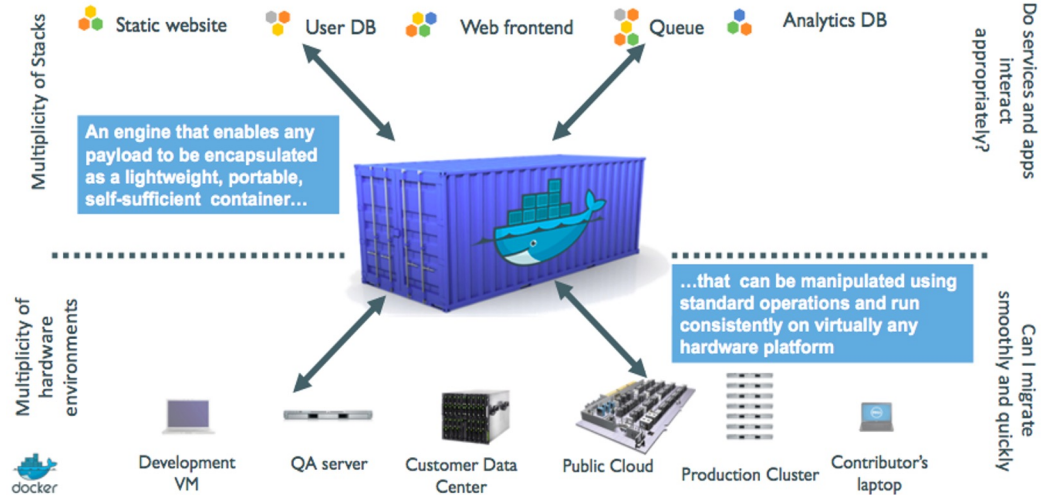 Static website
User DB
Web frontend
Queue
Analytics DB
Multiplicity of Stacks
Do services and apps
interact
appropriately?
An engine that enables any
payload to be encapsulated
as a lightweight, portable,
self-sufficient container...
...that can be manipulated using
standard operations and run
consistently on virtually any
hardware platform
Multiplicity of
hardware
environments
Can I migrate
smoothly and quickly
Development
VM
QA server
Customer Data
Center
Public Cloud
Production Cluster
Contributor's
laptop
docker